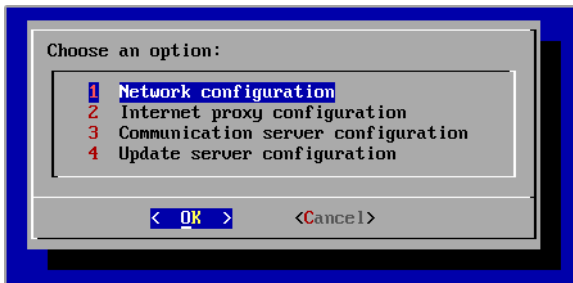 Choose an option:
1 Network configuration
2 Internet proxy configuration
3 Communication server configuration
4 Update server configuration
< OK > <Cancel>